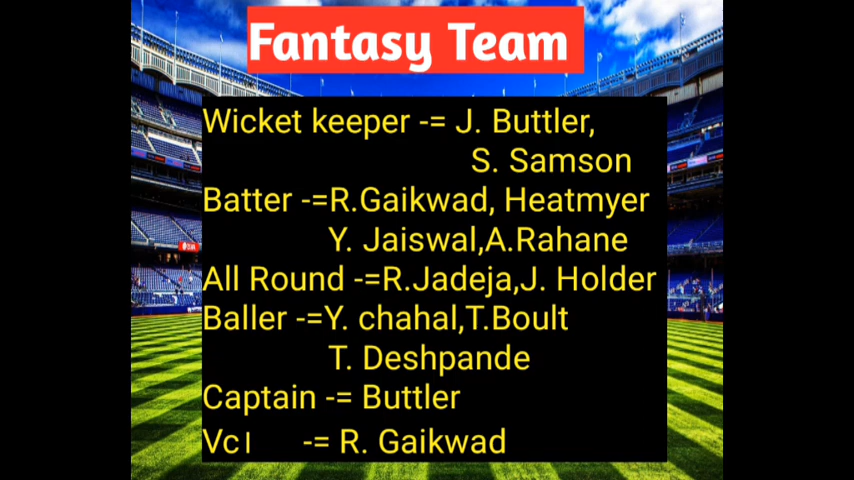 Fantasy Team
Wicket keeper -= J. Buttler,
S. Samson
Batter -=R.Gaikwad, Heatmyer
Y. Jaiswal,A.Rahane
All Round -=R.Jadeja,J. Holder
Baller -=Y. chahal,T.Boult
T. Deshpande
Captain -= Buttler
Vc I -= R. Gaikwad